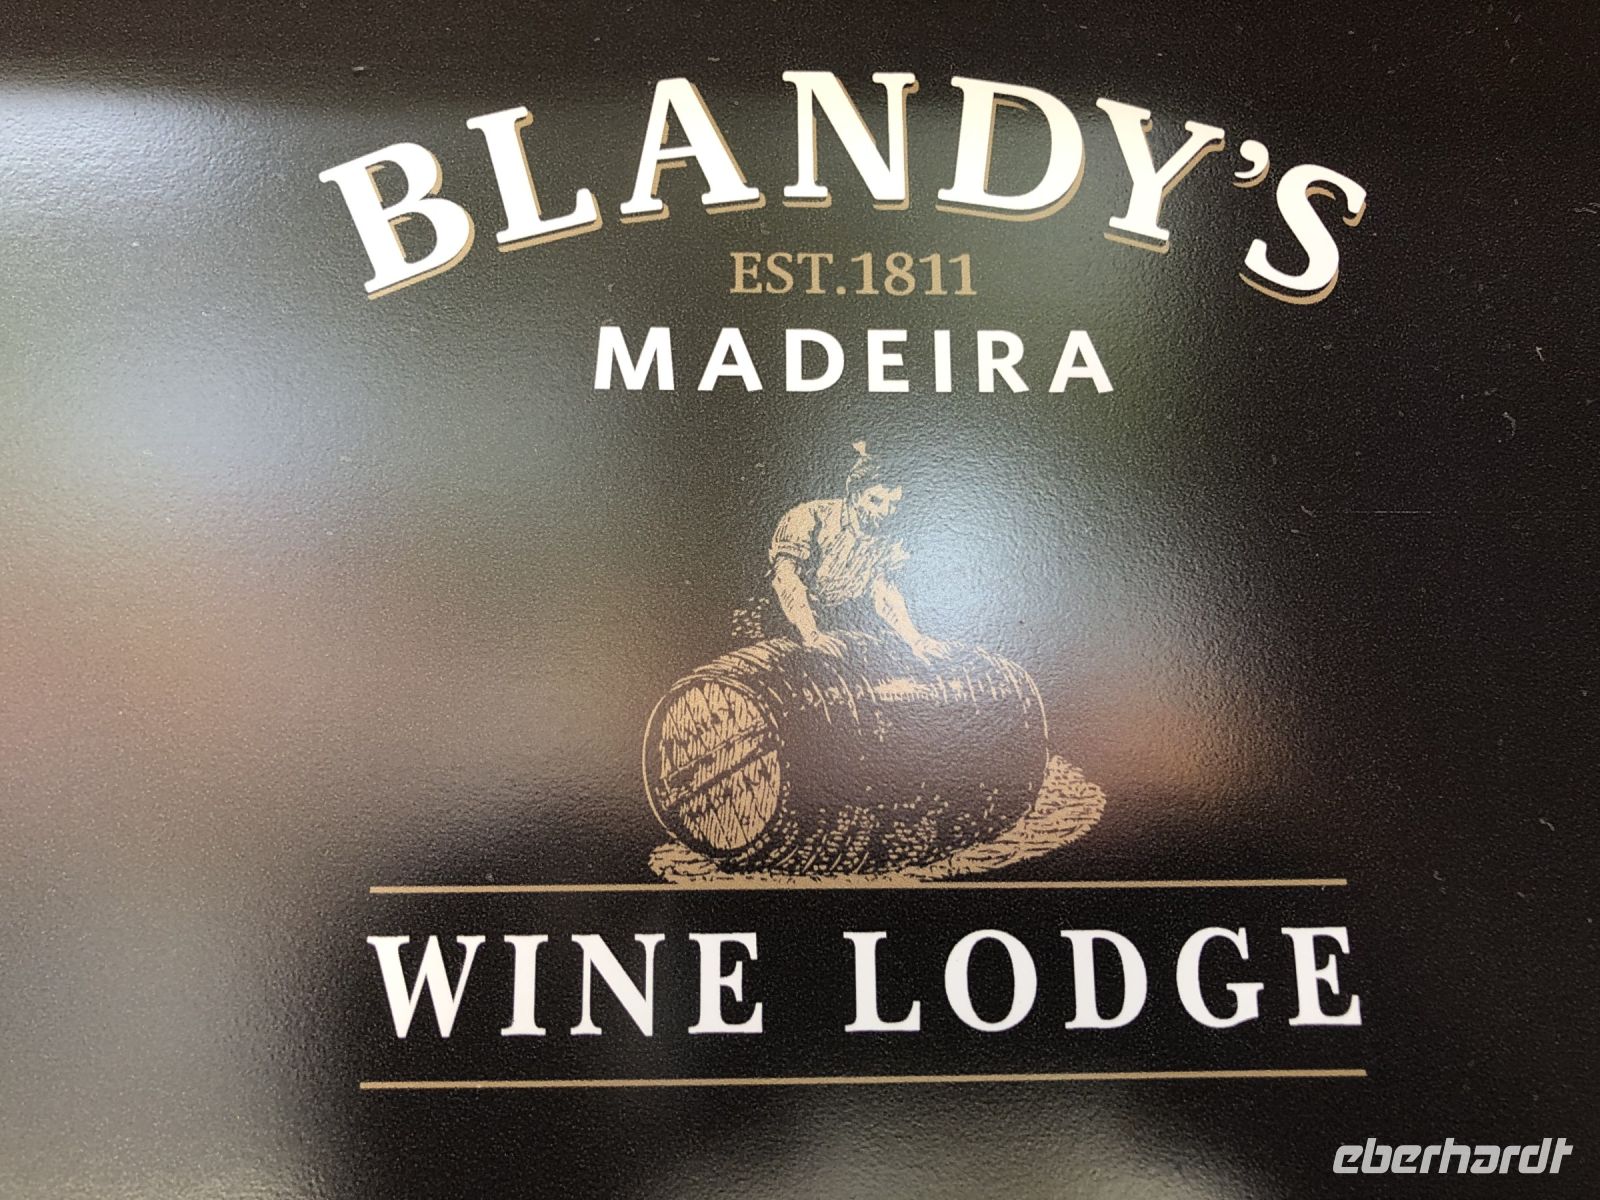 BLANDY'S
EST.1811
MADEIRA
WINE LODGE
eberhardt